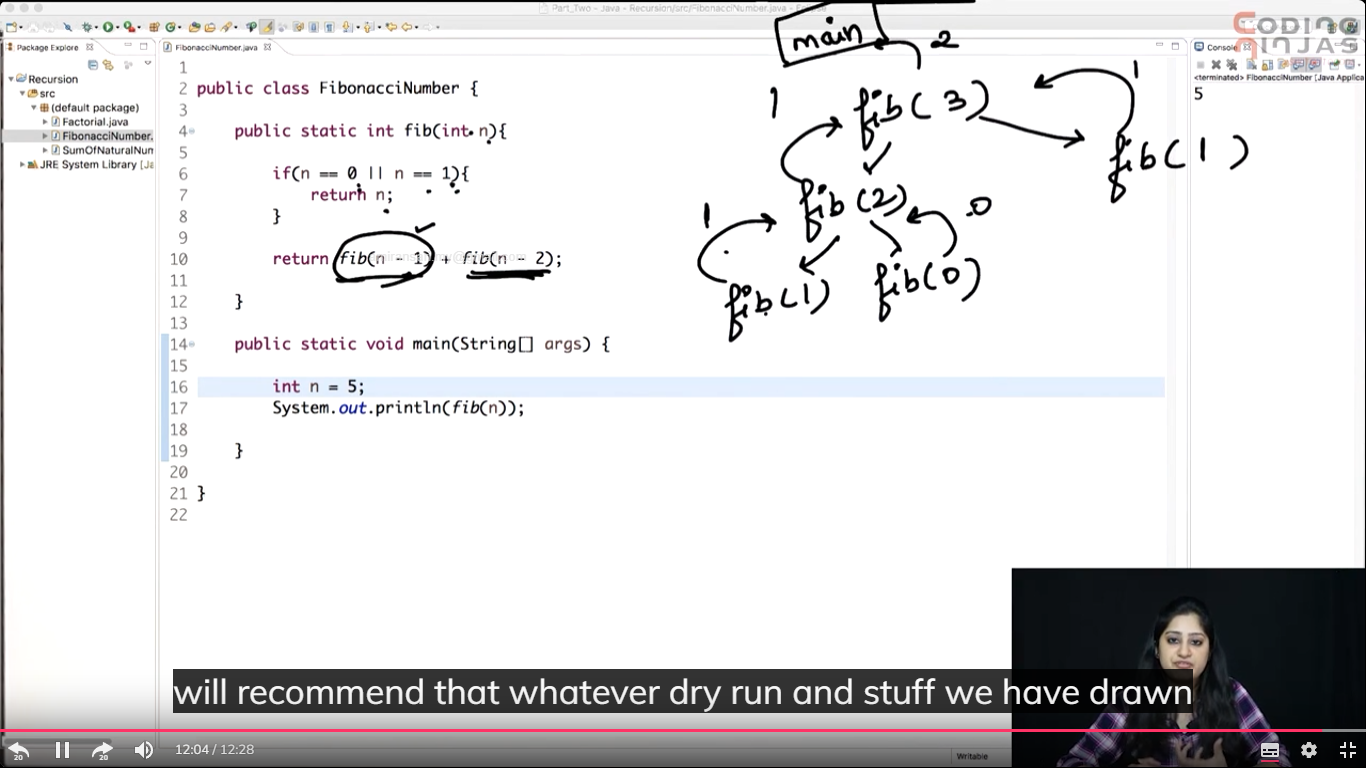 Part_Two - Java - Recursion/src/FibonacciNumber.java
CODING
NINJAS
Package Explore
Recursion
src
(default package)
Factorial.java
FibonacciNumber.
SumOfNaturalNum
JRE System Library [Ja
FibonacciNumber.java
1
2 public class FibonacciNumber {
3
4 public static int fib(int n){
5
6 if(n == 0 || n == 1){
7 return n;
8 }
9
10 return fib(n - 1) + fib(n - 2);
11
12 }
13
14 public static void main(String[] args) {
15
16 int n = 5;
17 System.out.println(fib(n));
18
19 }
20
21 }
22
main
2
1
fib(3)
1
fib(1)
fib(2)
1
0
fib(1)
fib(0)
Console
<terminated> FibonacciNumber [Java Applica
5
will recommend that whatever dry run and stuff we have drawn
20
20
12:04 / 12:28
Writable